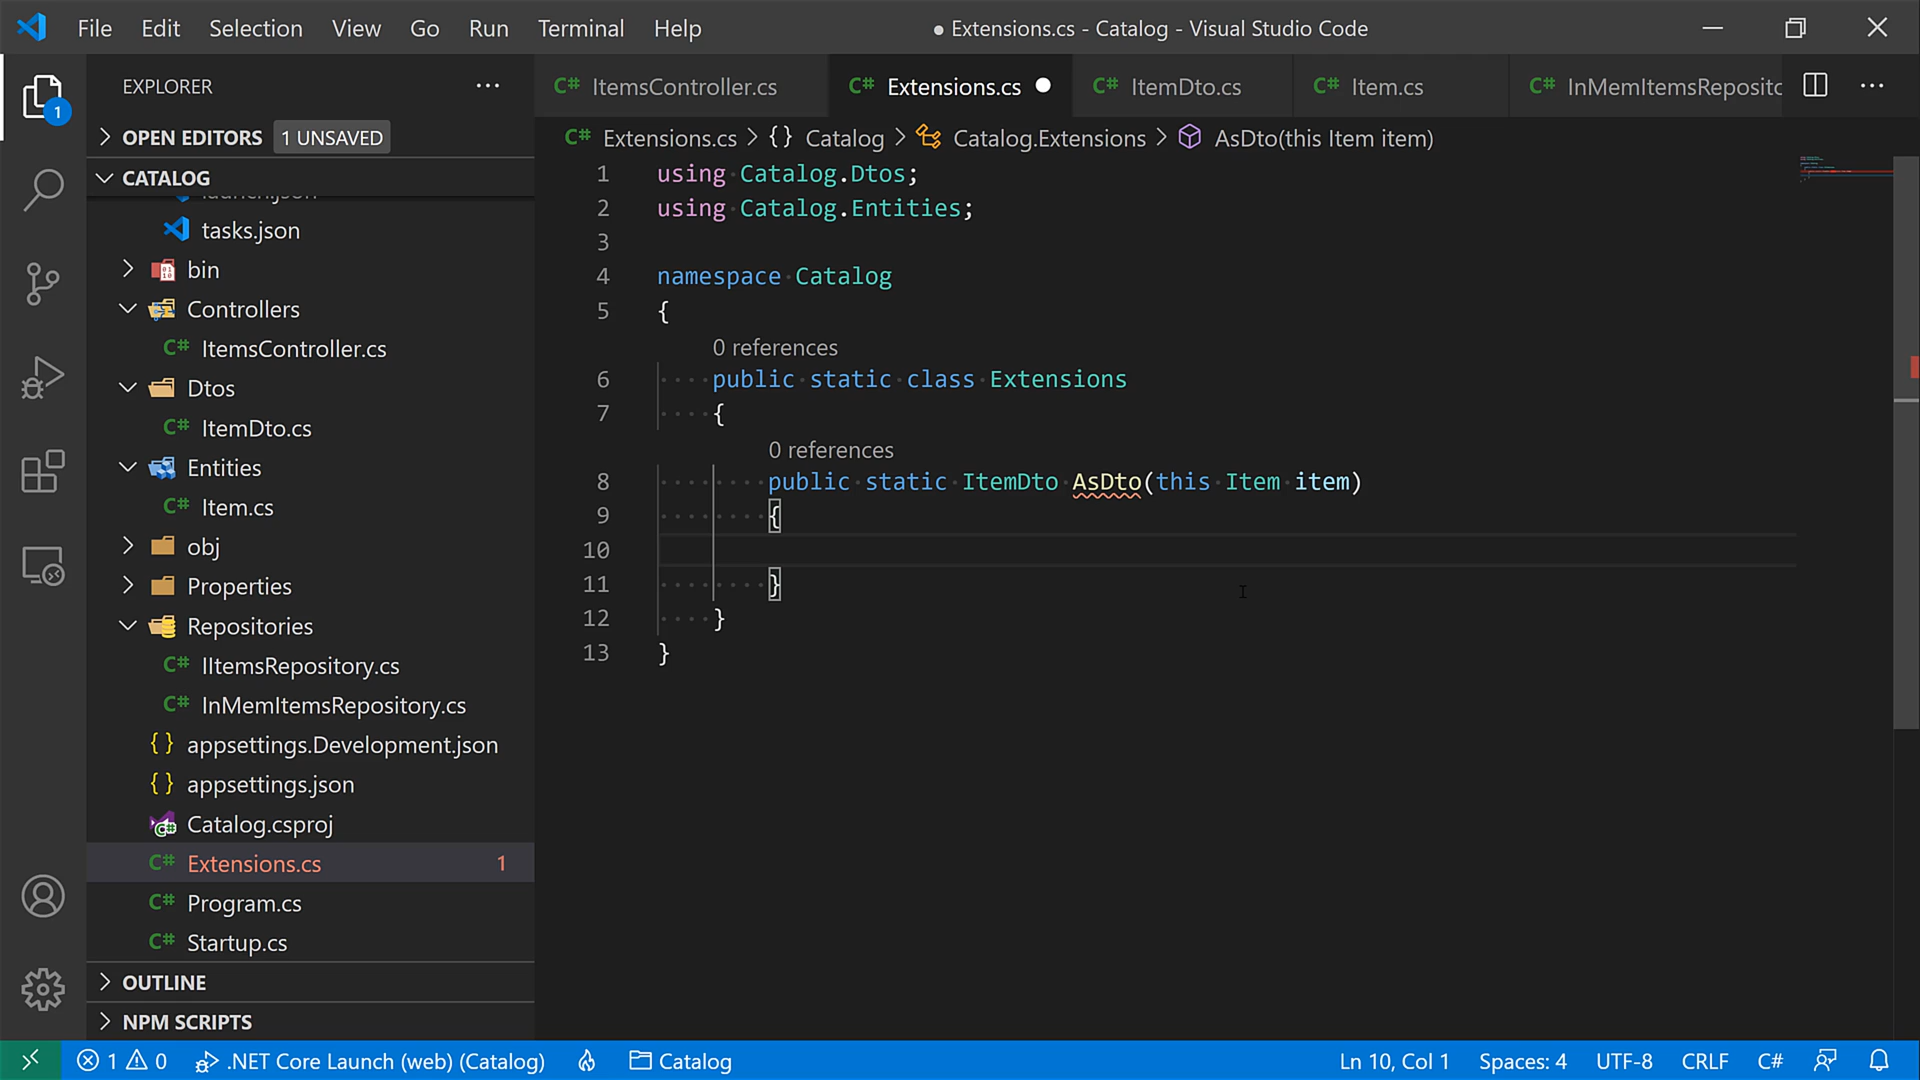 File Edit Selection View Go Run Terminal Help
● Extensions.cs - Catalog - Visual Studio Code
EXPLORER
1
OPEN EDITORS 1 UNSAVED
CATALOG
launch.json
tasks.json
bin
Controllers
C# ItemsController.cs
Dtos
C# ItemDto.cs
Entities
C# Item.cs
obj
Properties
Repositories
C# IItemsRepository.cs
C# InMemItemsRepository.cs
{} appsettings.Development.json
{} appsettings.json
Catalog.csproj
C# Extensions.cs 1
C# Program.cs
C# Startup.cs
OUTLINE
NPM SCRIPTS
C# ItemsController.cs C# Extensions.cs ● C# ItemDto.cs C# Item.cs C# InMemItemsReposito
C# Extensions.cs > {} Catalog > Catalog.Extensions > AsDto(this Item item)
1 using Catalog.Dtos;
2 using Catalog.Entities;
3
4 namespace Catalog
5 {
0 references
6 public static class Extensions
7 {
0 references
8 public static ItemDto AsDto(this Item item)
9 {
10
11 }
12 }
13 }
1 0 .NET Core Launch (web) (Catalog) Catalog Ln 10, Col 1 Spaces: 4 UTF-8 CRLF C#